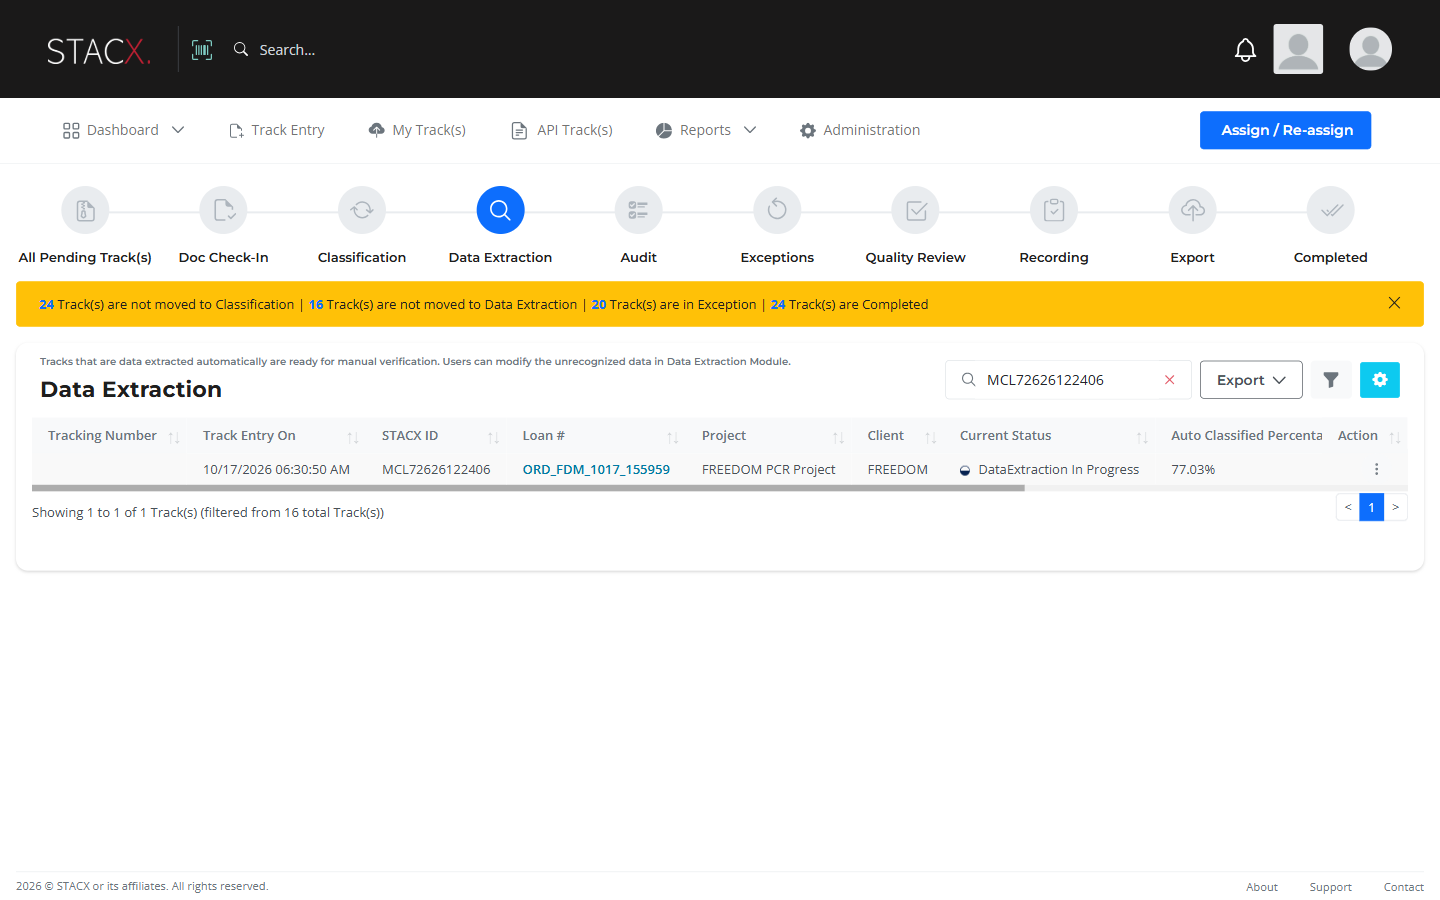 STACX.
Search...
Dashboard
Track Entry
My Track(s)
API Track(s)
Reports
Administration
Assign / Re-assign
All Pending Track(s)
Doc Check-In
Classification
Data Extraction
Audit
Exceptions
Quality Review
Recording
Export
Completed
24 Track(s) are not moved to Classification | 16 Track(s) are not moved to Data Extraction | 20 Track(s) are in Exception | 24 Track(s) are Completed
Tracks that are data extracted automatically are ready for manual verification. Users can modify the unrecognized data in Data Extraction Module.
Data Extraction
MCL72626122406
Export
Tracking Number Track Entry On STACX ID Loan # Project Client Current Status Auto Classified Percenta Action
10/17/2026 06:30:50 AM MCL72626122406 ORD_FDM_1017_155959 FREEDOM PCR Project FREEDOM DataExtraction In Progress 77.03%
Showing 1 to 1 of 1 Track(s) (filtered from 16 total Track(s))
< 1 >
2026 © STACX or its affiliates. All rights reserved.
About
Support
Contact